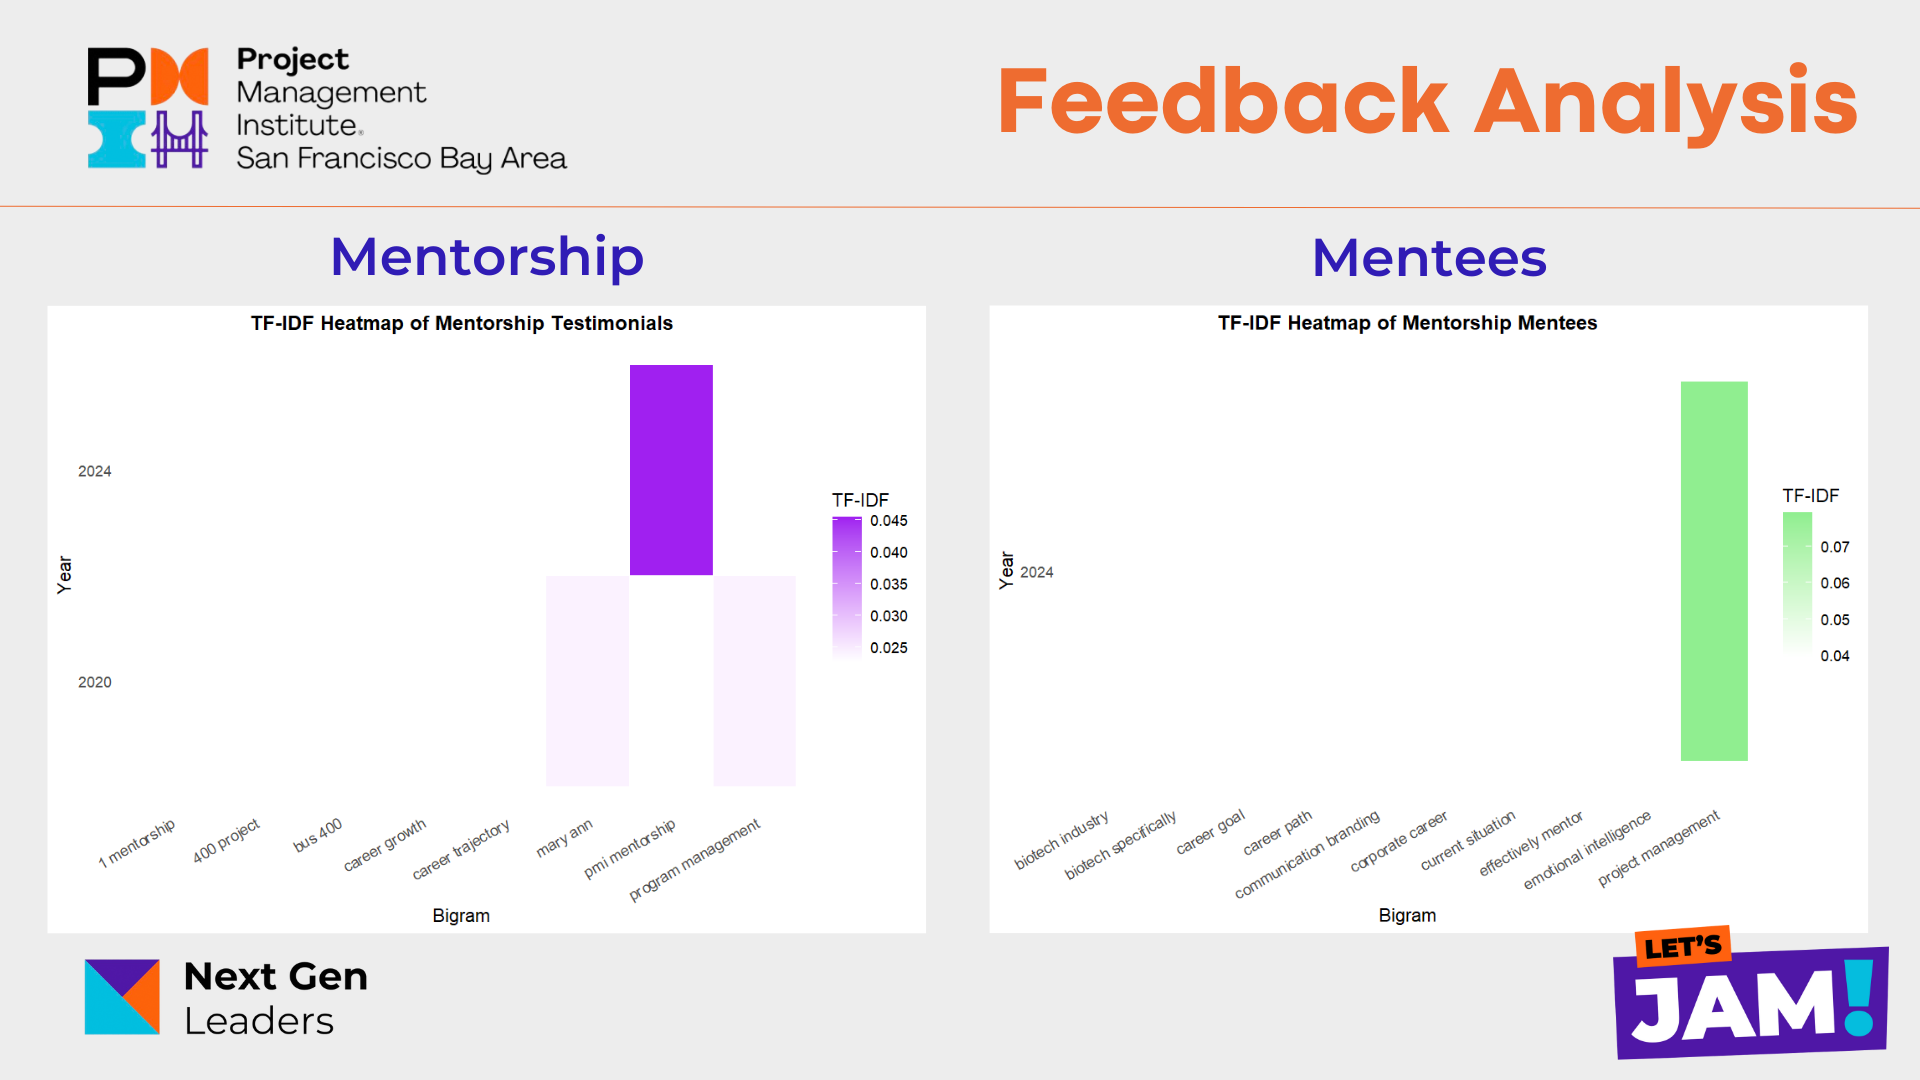 Project
Management
Institute®
San Francisco Bay Area
Feedback Analysis
Mentorship
Mentees
TF-IDF Heatmap of Mentorship Testimonials
Year
2024
2020
TF-IDF
0.045
0.040
0.035
0.030
0.025
1 mentorship
400 project
bus 400
career growth
career trajectory
mary ann
pmi mentorship
program management
Bigram
TF-IDF Heatmap of Mentorship Mentees
Year
2024
TF-IDF
0.07
0.06
0.05
0.04
biotech industry
biotech specifically
career goal
career path
communication branding
corporate career
current situation
effectively mentor
emotional intelligence
project management
Bigram
Next Gen
Leaders
LET'S
JAM!